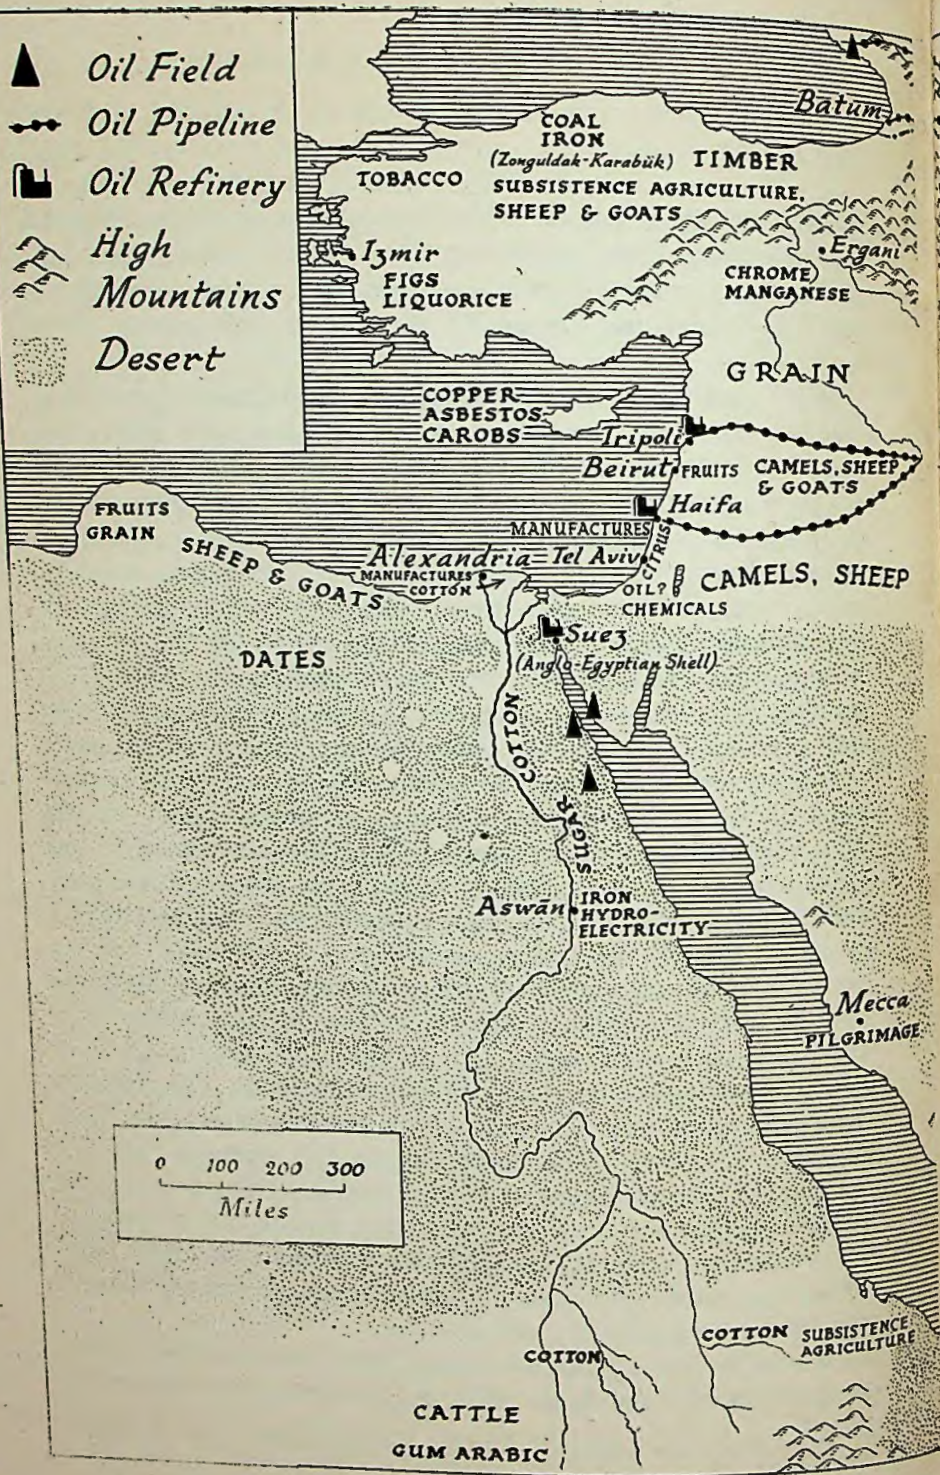 Oil Field
Oil Pipeline
Oil Refinery
High
Mountains
Desert
Batum
COAL
IRON
(Zonguldak-Karabük)
TIMBER
TOBACCO
SUBSISTENCE AGRICULTURE,
SHEEP & GOATS
Izmir
Ergani
FIGS
LIQUORICE
CHROME
MANGANESE
GRAIN
COPPER
ASBESTOS
CAROBS
Tripoli
Beirut
FRUITS
CAMELS, SHEEP
& GOATS
Haifa
FRUITS
GRAIN
MANUFACTURES
SHEEP & GOATS
Alexandria
Tel Aviv
CITRUS
MANUFACTURES
COTTON
OIL?
CHEMICALS
CAMELS, SHEEP
Suez
(Anglo-Egyptian Shell)
DATES
COTTON
SUGAR
Aswān
IRON
HYDRO-
ELECTRICITY
Mecca
PILGRIMAGE
0 100 200 300
Miles
COTTON
SUBSISTENCE
AGRICULTURE
COTTON
CATTLE
GUM ARABIC